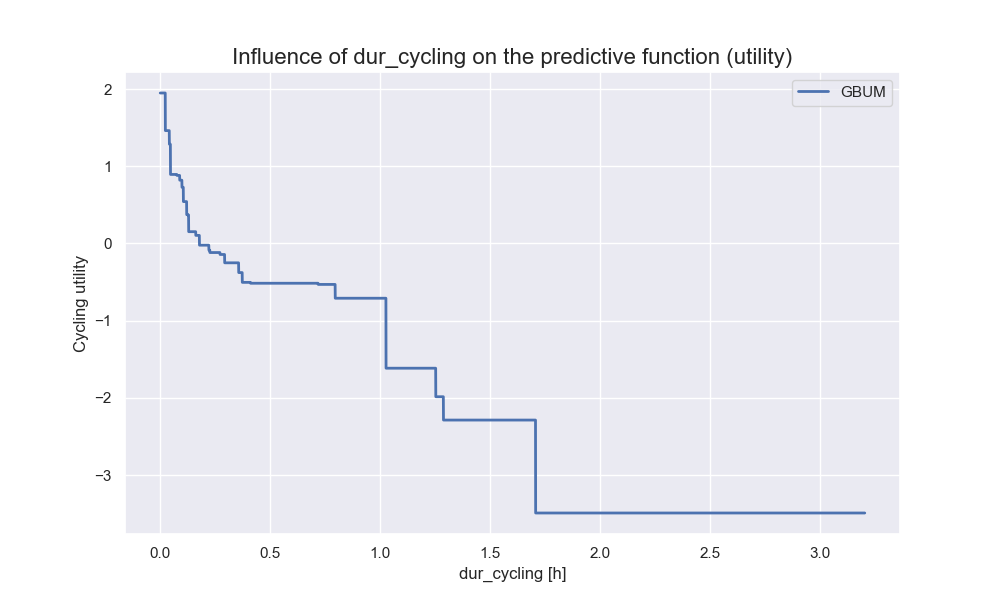 Influence of dur_cycling on the predictive function (utility)
GBUM
2
1
0
−1
−2
−3
Cycling utility
0.0 0.5 1.0 1.5 2.0 2.5 3.0
dur_cycling [h]